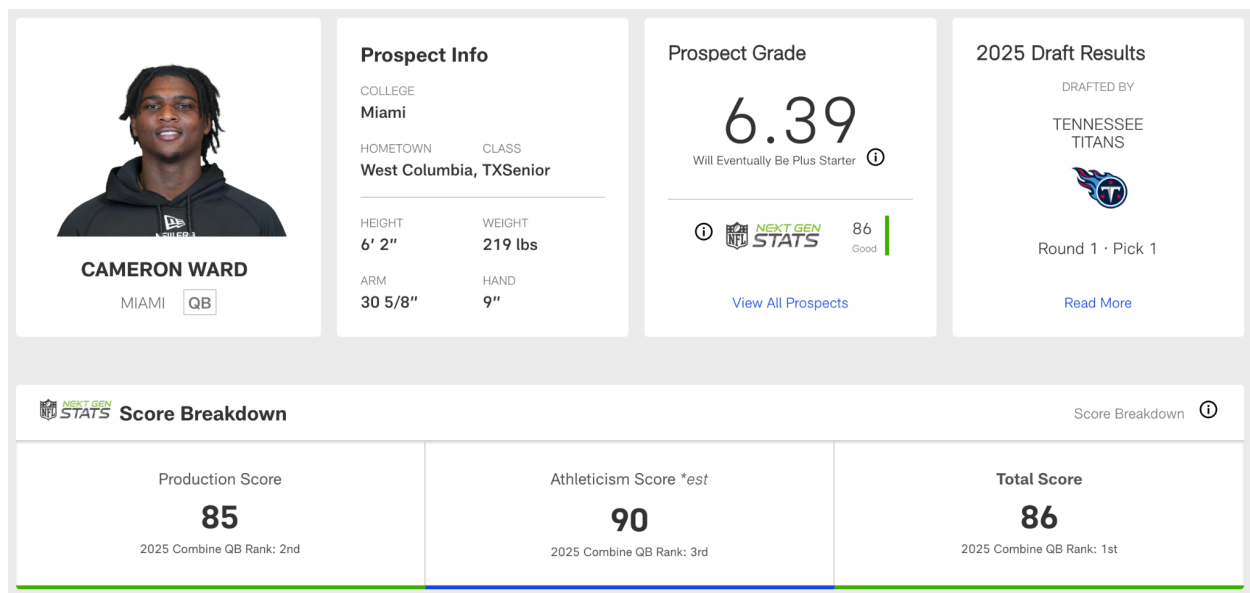 CAMERON WARD
MIAMI QB
Prospect Info
COLLEGE
Miami
HOMETOWN CLASS
West Columbia, TXSenior
HEIGHT WEIGHT
6′ 2″ 219 lbs
ARM HAND
30 5/8″ 9″
Prospect Grade
6.39
Will Eventually Be Plus Starter
NFL NEXT GEN STATS 86
Good
View All Prospects
2025 Draft Results
DRAFTED BY
TENNESSEE
TITANS
T
Round 1 · Pick 1
Read More
NFL NEXT GEN STATS Score Breakdown Score Breakdown
Production Score
85
2025 Combine QB Rank: 2nd
Athleticism Score *est
90
2025 Combine QB Rank: 3rd
Total Score
86
2025 Combine QB Rank: 1st